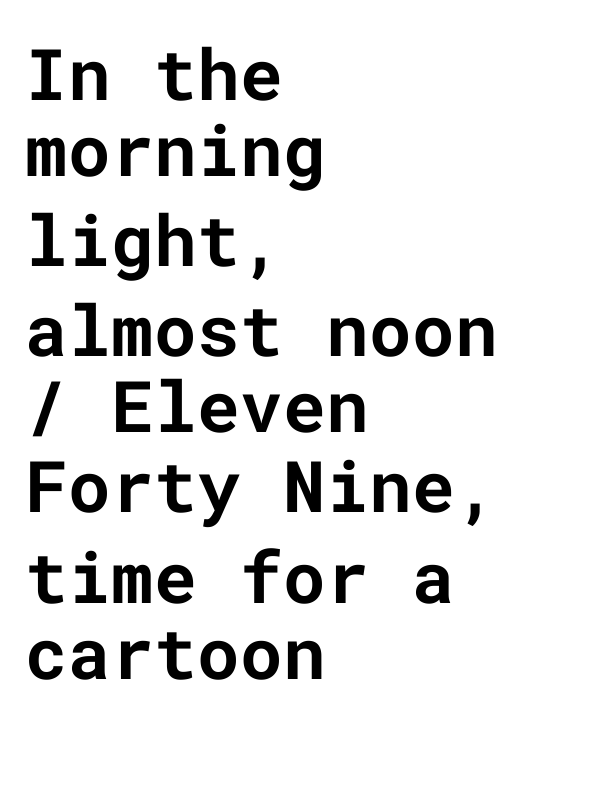 In the
morning
light,
almost noon
/ Eleven
Forty Nine,
time for a
cartoon